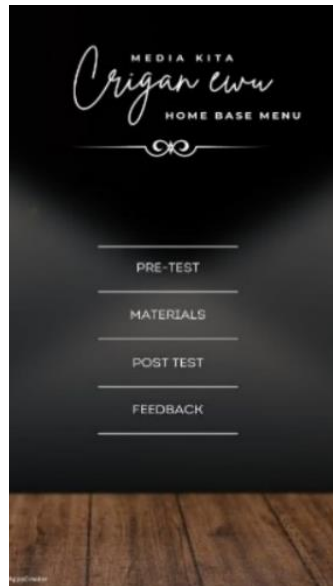 MEDIA KITA
Crigan ewu
HOME BASE MENU
PRE-TEST
MATERIALS
POST TEST
FEEDBACK